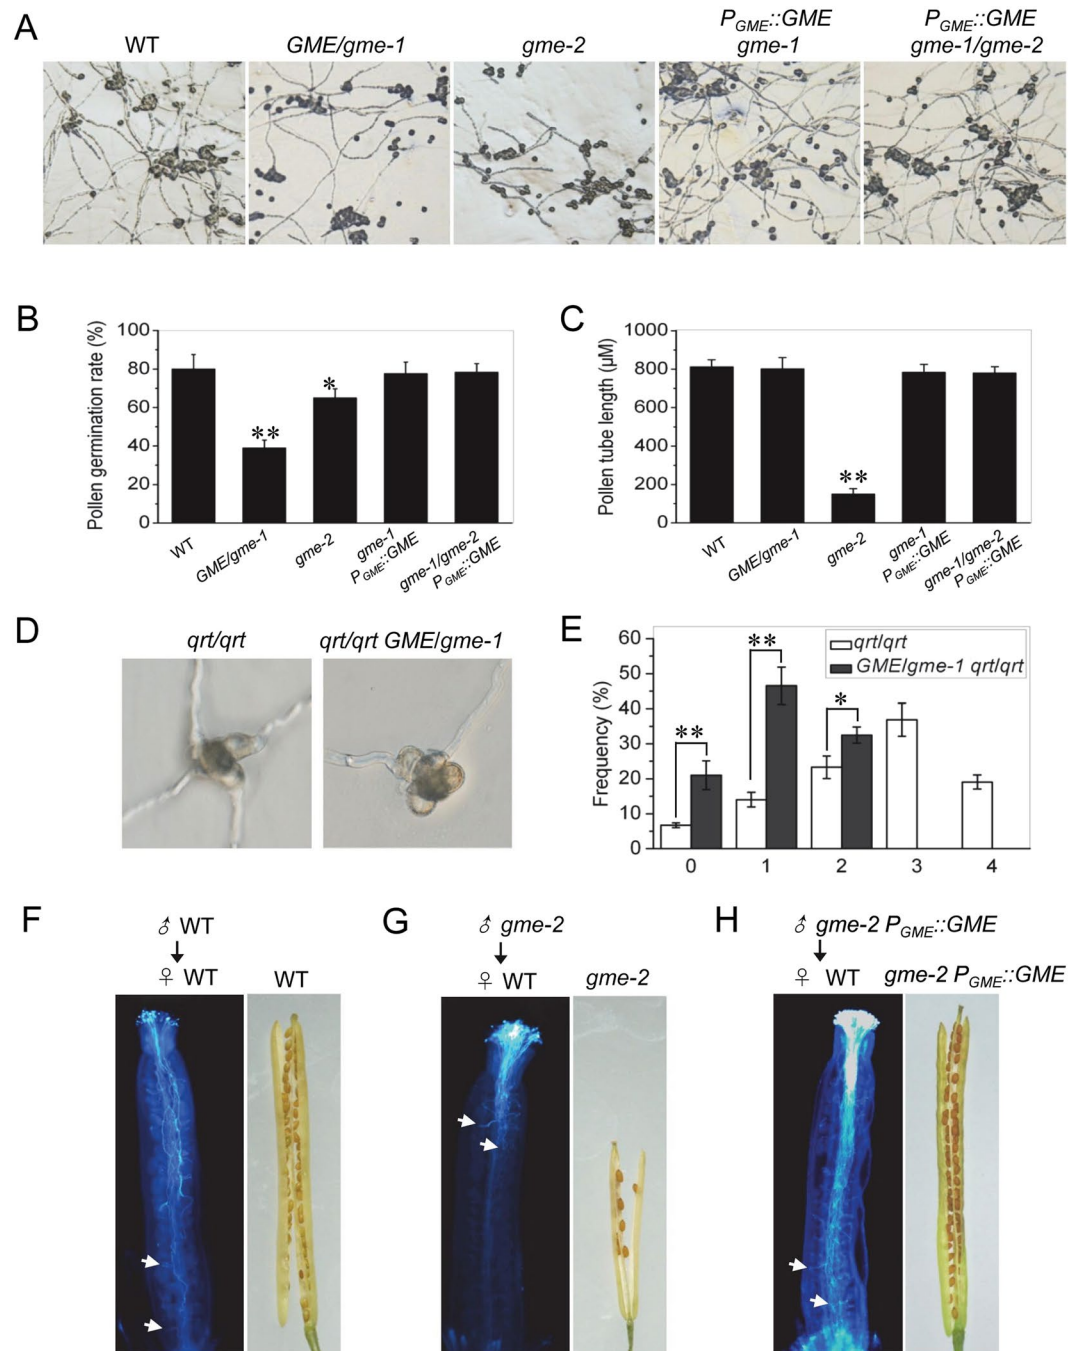 A
WT
GME/gme-1
gme-2
PGME::GME
gme-1
PGME::GME
gme-1/gme-2
B
Pollen germination rate (%)
100
80
60
40
20
0
**
*
WT
GME/gme-1
gme-2
gme-1
PGME::GME
gme-1/gme-2
PGME::GME
C
Pollen tube length (µM)
1000
800
600
400
200
0
**
WT
GME/gme-1
gme-2
gme-1
PGME::GME
gme-1/gme-2
PGME::GME
D
qrt/qrt
qrt/qrt GME/gme-1
E
Frequency (%)
60
50
40
30
20
10
0
**
**
*
qrt/qrt
GME/gme-1 qrt/qrt
0 1 2 3 4
F
♂ WT
♀ WT
WT
G
♂ gme-2
♀ WT
gme-2
H
♂ gme-2 PGME::GME
♀ WT
gme-2 PGME::GME